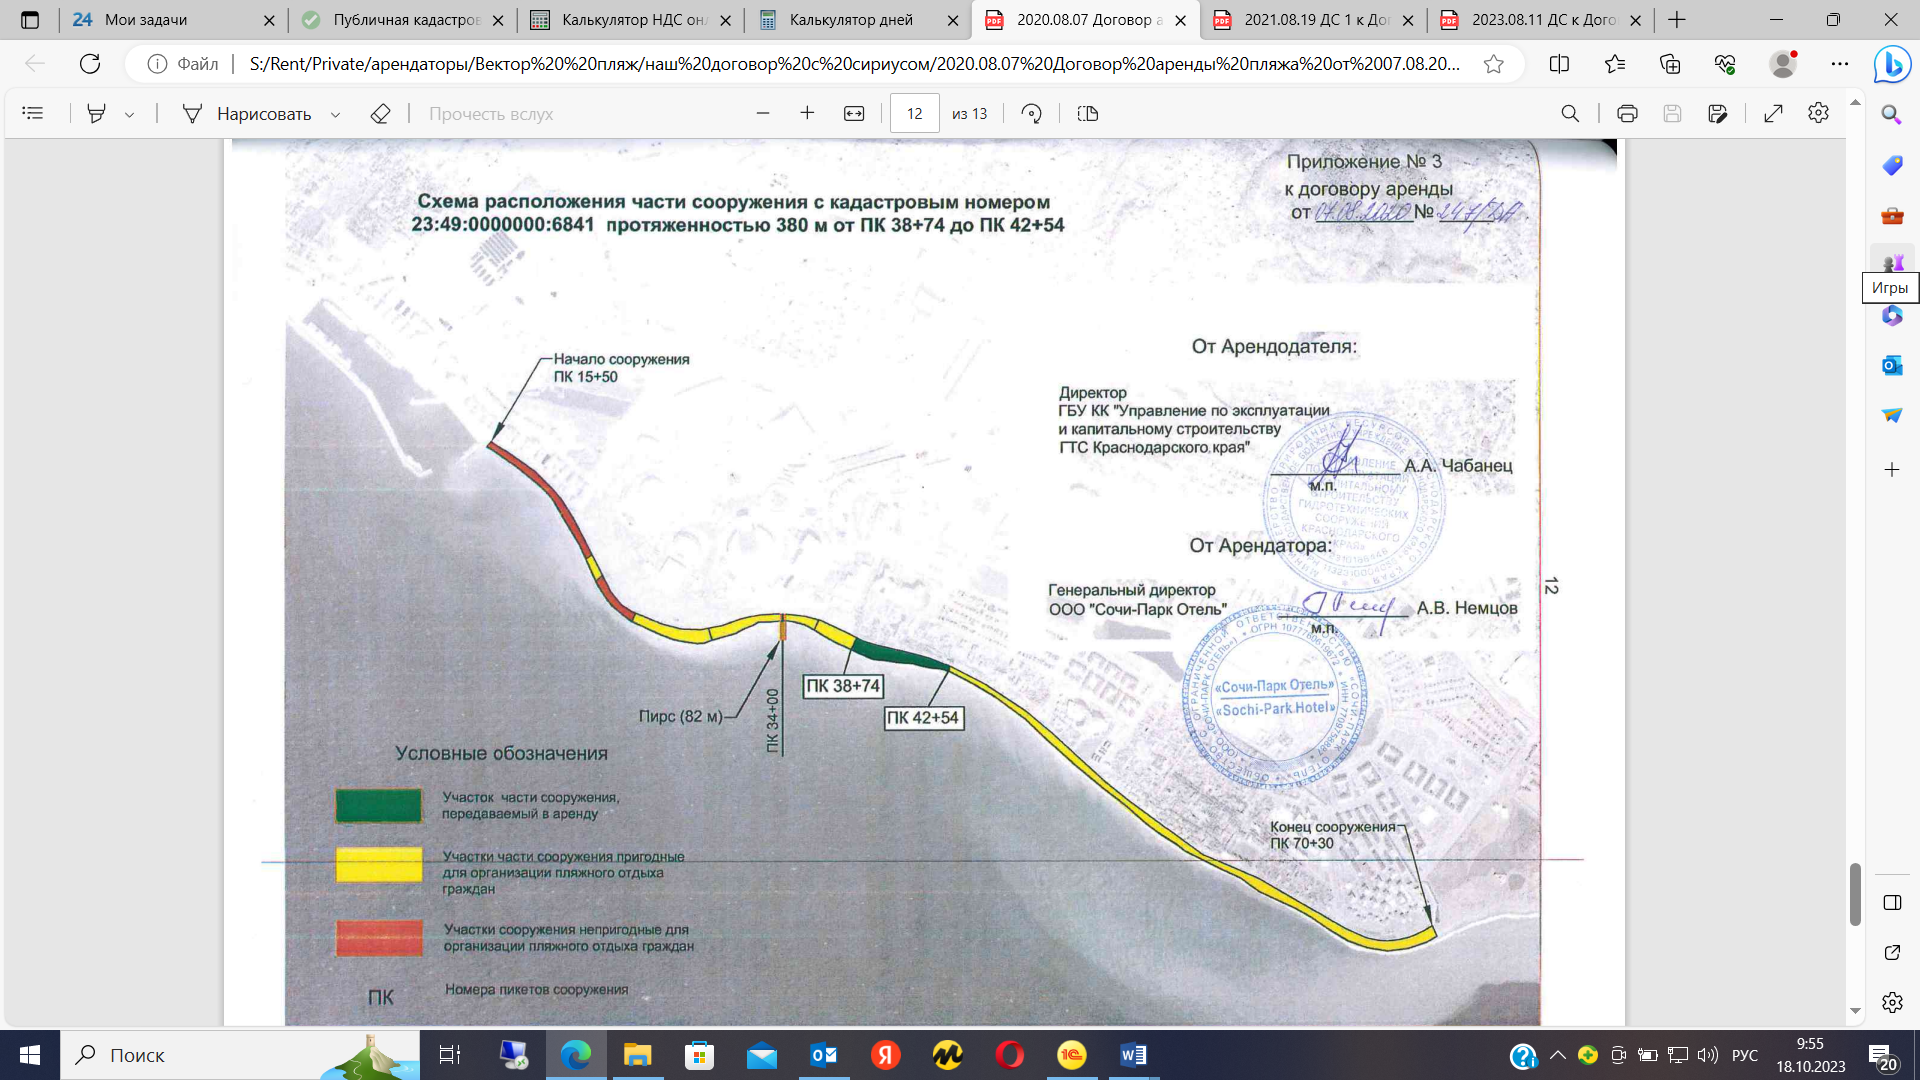 Мои задачи
Публичная кадастров
Калькулятор НДС онл
Калькулятор дней
2020.08.07 Договор а
2021.08.19 ДС 1 к Дог
2023.08.11 ДС к Дого
Файл
S:/Rent/Private/арендаторы/Вектор%20%20пляж/наш%20договор%20с%20сириусом/2020.08.07%20Договор%20аренды%20пляжа%20от%2007.08.20...
Нарисовать
Прочесть вслух
12
из 13
Игры
Приложение № 3
к договору аренды
от 07.08.2020 №
Схема расположения части сооружения с кадастровым номером
23:49:0000000:6841 протяженностью 380 м от ПК 38+74 до ПК 42+54
Начало сооружения
ПК 15+50
От Арендодателя:
Директор
ГБУ КК "Управление по эксплуатации
и капитальному строительству
ГТС Краснодарского края"
А.А. Чабанец
м.п.
От Арендатора:
Генеральный директор
ООО "Сочи-Парк Отель"
А.В. Немцов
м.п.
«Сочи-Парк Отель»
«Sochi-Park Hotel»
12
ПК 38+74
ПК 42+54
Пирс (82 м)
ПК 34+00
Конец сооружения
ПК 70+30
Условные обозначения
Участок части сооружения,
передаваемый в аренду
Участки части сооружения пригодные
для организации пляжного отдыха
граждан
Участки сооружения непригодные для
организации пляжного отдыха граждан
ПК
Номера пикетов сооружения
Поиск
РУС
9:55
18.10.2023
20